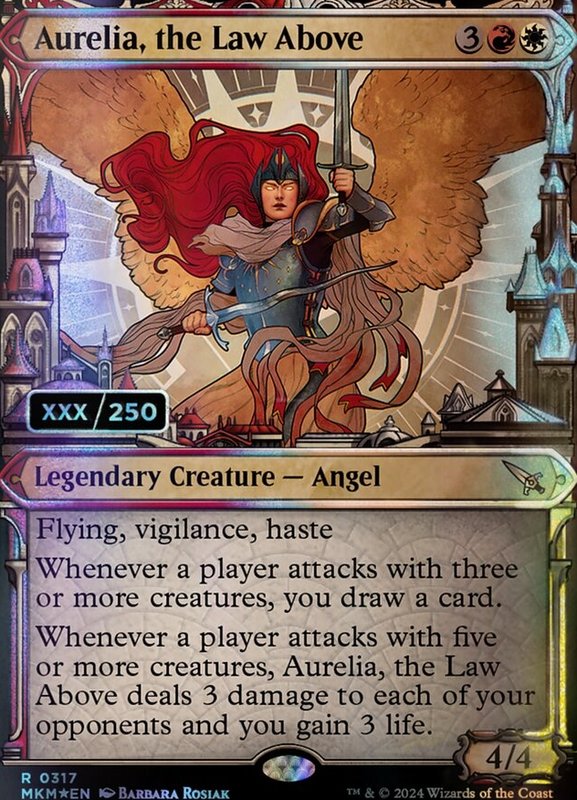 Aurelia, the Law Above 3
XXX/250
Legendary Creature — Angel
Flying, vigilance, haste
Whenever a player attacks with three
or more creatures, you draw a card.
Whenever a player attacks with five
or more creatures, Aurelia, the Law
Above deals 3 damage to each of your
opponents and you gain 3 life.
4/4
R 0317
MKM★EN Barbara Rosiak ™ & © 2024 Wizards of the Coast